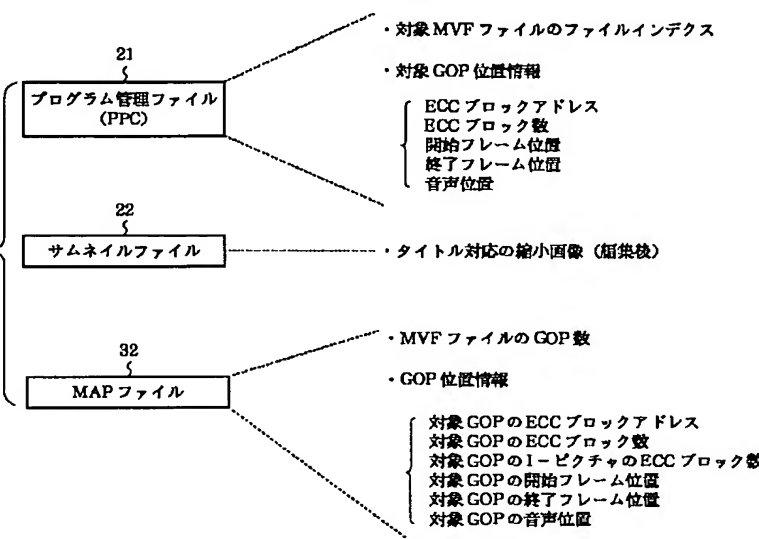 21
プログラム管理ファイル
(PPC)
・対象MVFファイルのファイルインデクス
・対象GOP位置情報
ECCブロックアドレス
ECCブロック数
開始フレーム位置
終了フレーム位置
音声位置
22
サムネイルファイル
・タイトル対応の縮小画像（編集後）
32
MAPファイル
・MVFファイルのGOP数
・GOP位置情報
対象GOPのECCブロックアドレス
対象GOPのECCブロック数
対象GOPのI－ピクチャのECCブロック数
対象GOPの開始フレーム位置
対象GOPの終了フレーム位置
対象GOPの音声位置